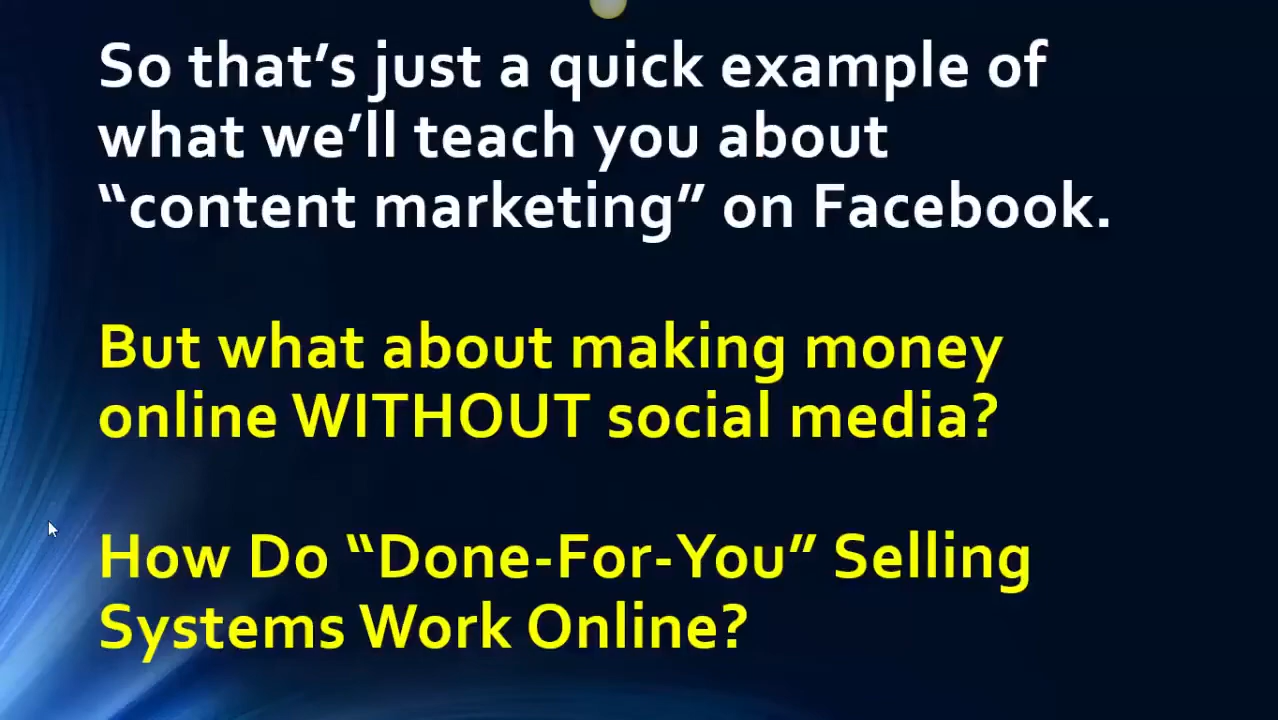 So that’s just a quick example of
what we’ll teach you about
“content marketing” on Facebook.
But what about making money
online WITHOUT social media?
How Do “Done-For-You” Selling
Systems Work Online?